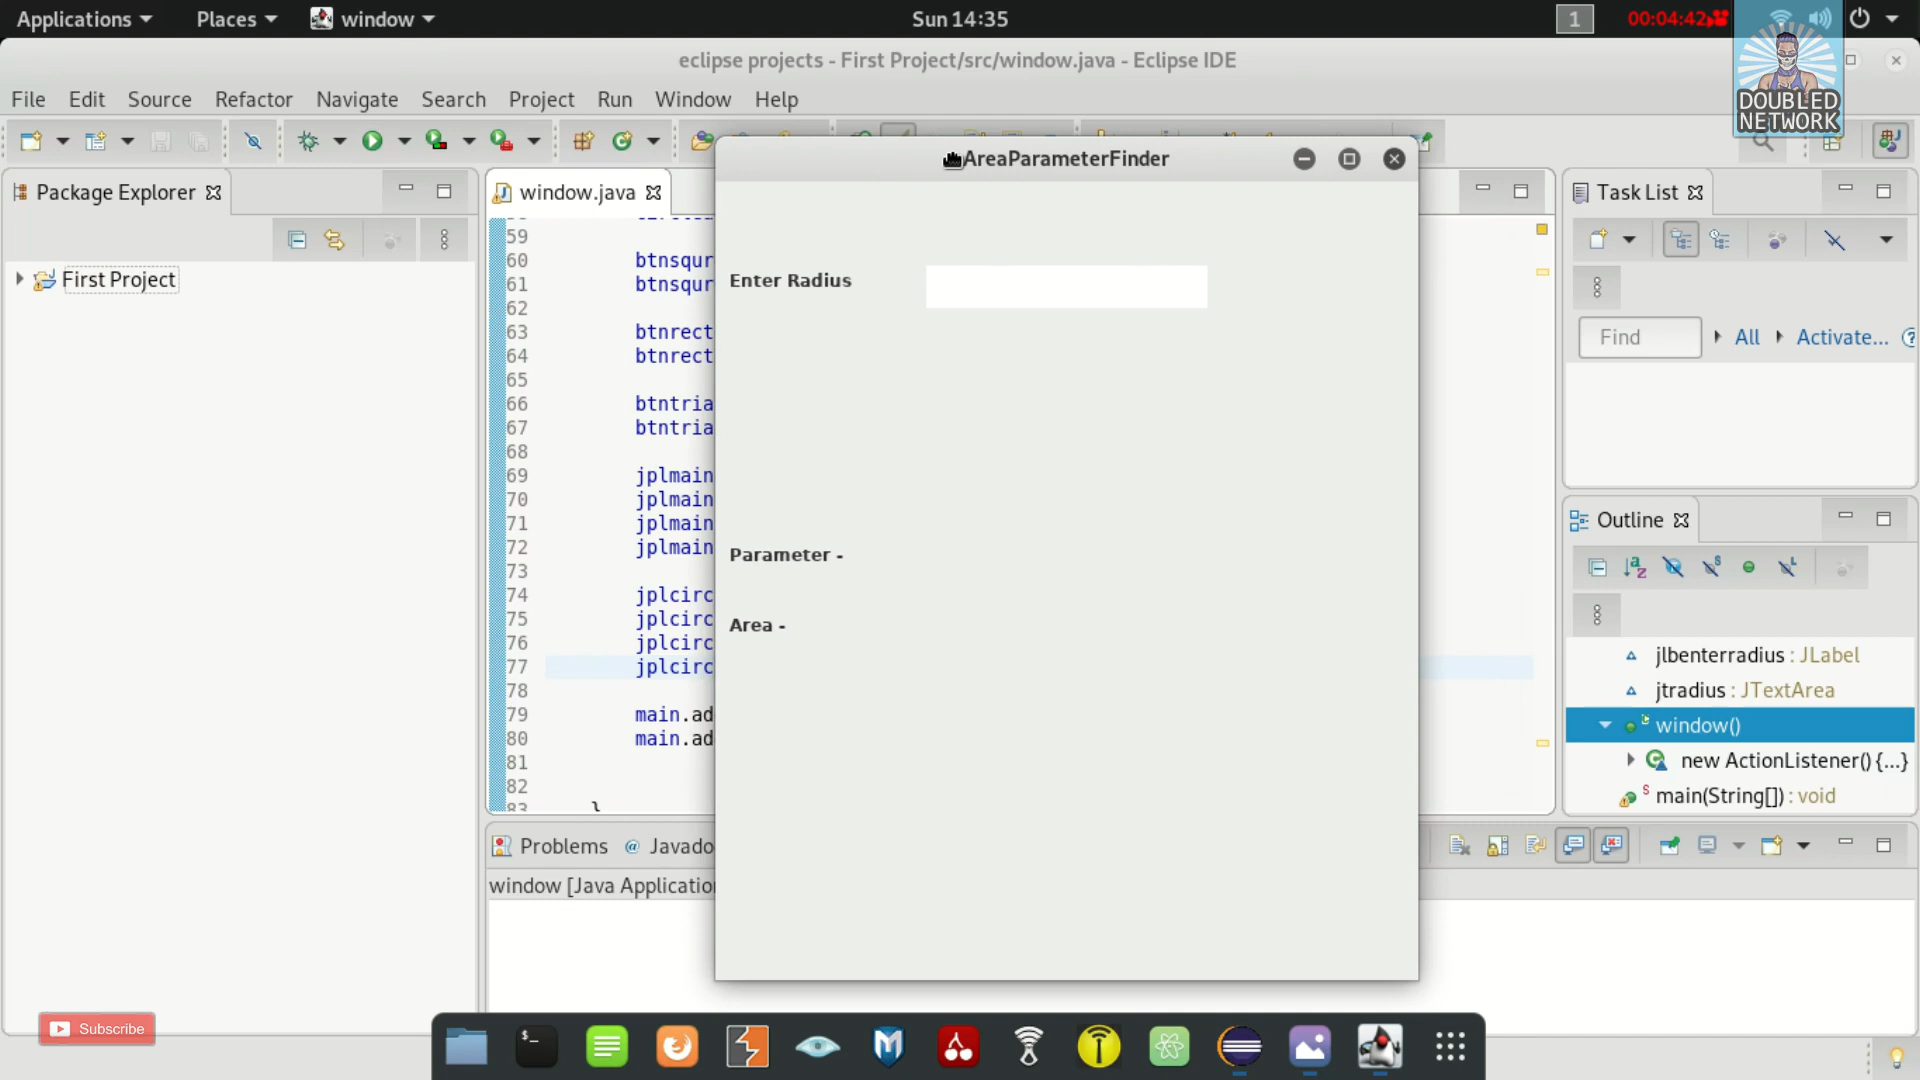 Applications Places window Sun 14:35 1 00:04:42
eclipse projects - First Project/src/window.java - Eclipse IDE
DOUBLED
NETWORK
File Edit Source Refactor Navigate Search Project Run Window Help
AreaParameterFinder
Package Explorer
window.java
Task List
First Project
59
60 btnsqur
61 btnsqur
62
63 btnrect
64 btnrect
65
66 btntria
67 btntria
68
69 jplmain
70 jplmain
71 jplmain
72 jplmain
73
74 jplcirc
75 jplcirc
76 jplcirc
77 jplcirc
78
79 main.ad
80 main.ad
81
82
83 }
Enter Radius
Parameter -
Area -
Find All Activate...
Outline
jlbenterradius : JLabel
jtradius : JTextArea
window()
new ActionListener() {...}
main(String[]) : void
Problems @ Javado
window [Java Application
Subscribe